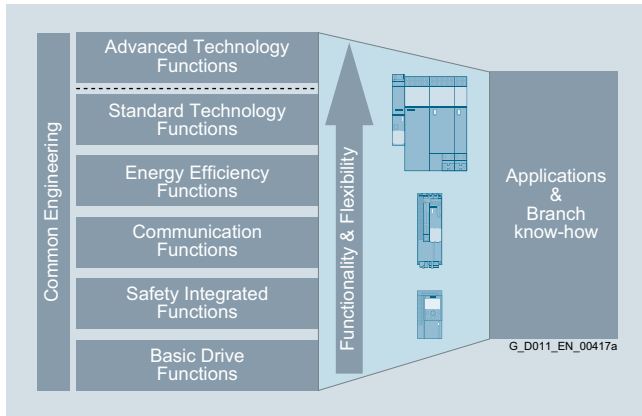 Common Engineering
Advanced Technology
Functions
Standard Technology
Functions
Energy Efficiency
Functions
Communication
Functions
Safety Integrated
Functions
Basic Drive
Functions
Functionality & Flexibility
Applications
&
Branch
know-how
G_D011_EN_00417a